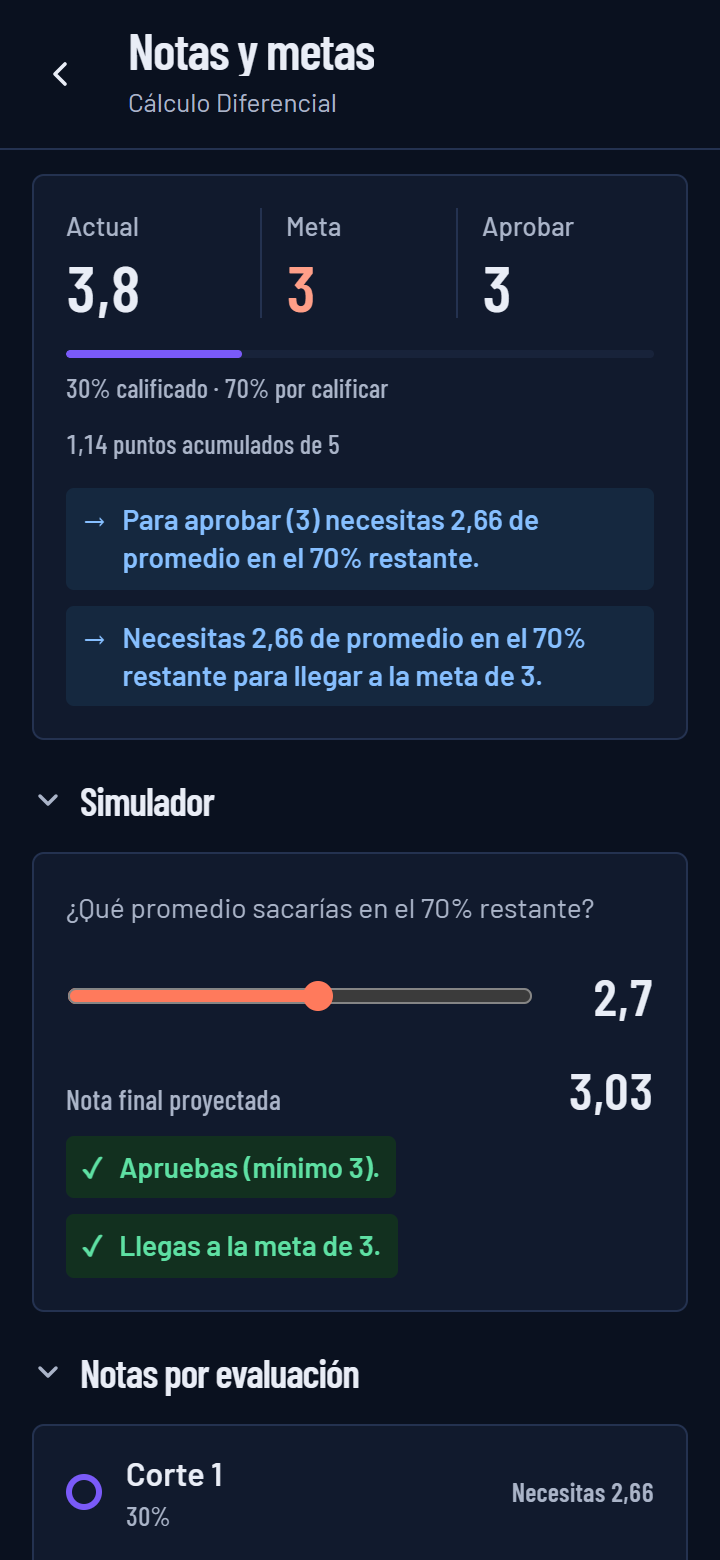 Notas y metas
Cálculo Diferencial
Actual
Meta
Aprobar
3,8
3
3
30% calificado · 70% por calificar
1,14 puntos acumulados de 5
→ Para aprobar (3) necesitas 2,66 de
promedio en el 70% restante.
→ Necesitas 2,66 de promedio en el 70%
restante para llegar a la meta de 3.
Simulador
¿Qué promedio sacarías en el 70% restante?
2,7
Nota final proyectada
3,03
✓ Apruebas (mínimo 3).
✓ Llegas a la meta de 3.
Notas por evaluación
Corte 1
30%
Necesitas 2,66